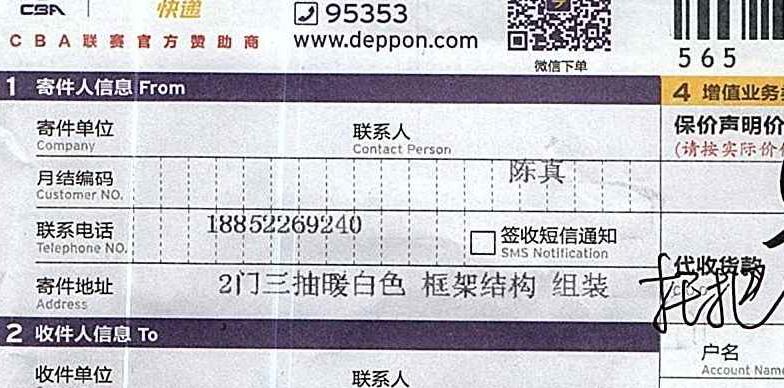 CBA 快递 95353
CBA联赛官方赞助商 www.deppon.com
微信下单
565
1 寄件人信息 From
4 增值业务
寄件单位 联系人
Company Contact Person
保价声明价
(请按实际价
陈真
月结编码
Customer NO.
18852269240
联系电话
Telephone NO.
签收短信通知
SMS Notification
2门三抽暖白色 框架结构 组装
寄件地址
Address
代收货款
2 收件人信息 To
户名
Account Name
收件单位 联系人